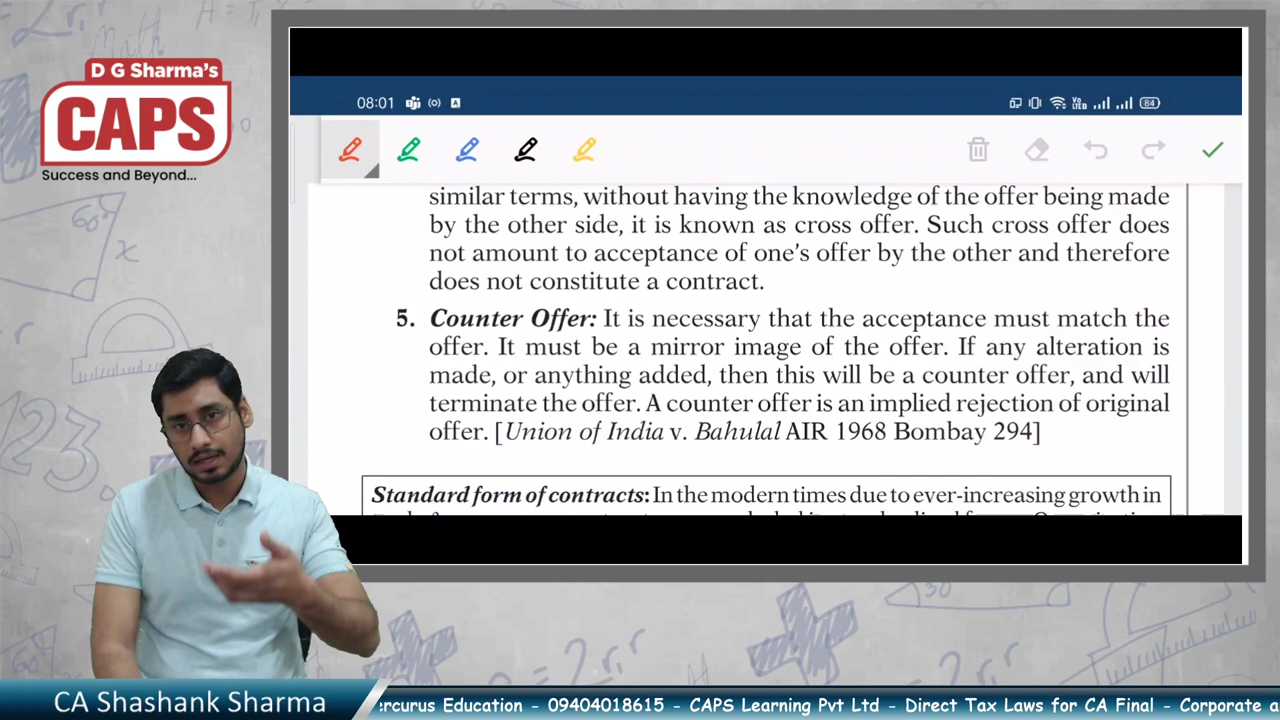 D G Sharma's
CAPS
Success and Beyond...
08:01
Vo
LTED
84
similar terms, without having the knowledge of the offer being made
by the other side, it is known as cross offer. Such cross offer does
not amount to acceptance of one's offer by the other and therefore
does not constitute a contract.
5. Counter Offer: It is necessary that the acceptance must match the
offer. It must be a mirror image of the offer. If any alteration is
made, or anything added, then this will be a counter offer, and will
terminate the offer. A counter offer is an implied rejection of original
offer. [Union of India v. Bahulal AIR 1968 Bombay 294]
Standard form of contracts: In the modern times due to ever-increasing growth in
CA Shashank Sharma
ercurus Education - 09404018615 - CAPS Learning Pvt Ltd - Direct Tax Laws for CA Final - Corporate a